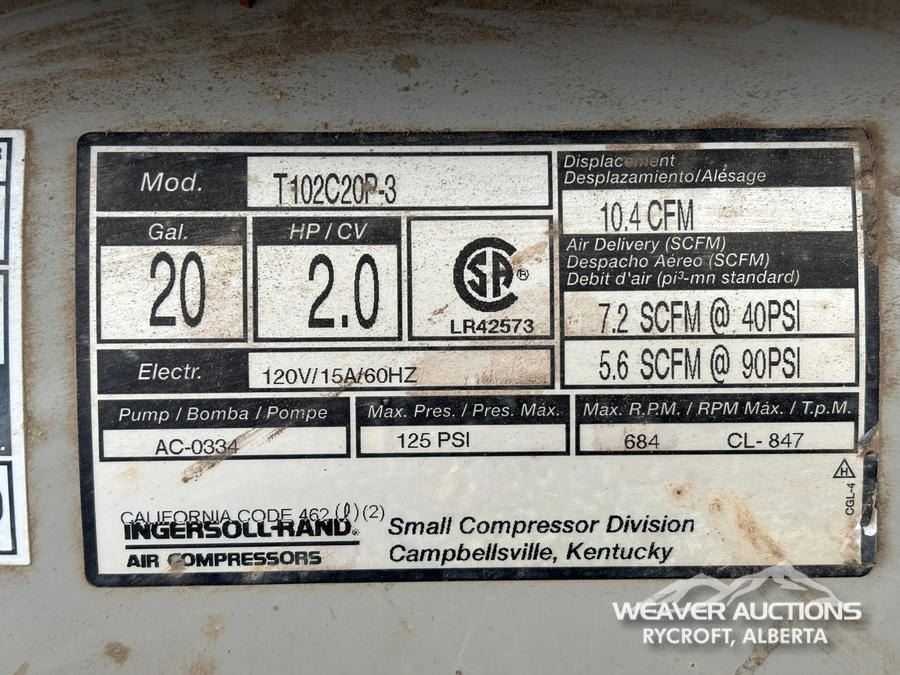 Mod.
T102C20P-3
Displacement
Desplazamiento/Alésage
10.4 CFM
Gal.
20
HP / CV
2.0
SA ®
LR42573
Air Delivery (SCFM)
Despacho Aéreo (SCFM)
Debit d'air (pi³-mn standard)
7.2 SCFM @ 40PSI
5.6 SCFM @ 90PSI
Electr.
120V/15A/60HZ
Pump / Bomba / Pompe
AC-0334
Max. Pres. / Pres. Máx.
125 PSI
Max. R.P.M. / RPM Máx. / T.p.M.
684 CL- 847
CALIFORNIA CODE 462 (l)(2)
INGERSOLL-RAND®
AIR COMPRESSORS
Small Compressor Division
Campbellsville, Kentucky
H
CGL-4
WEAVER AUCTIONS
RYCROFT, ALBERTA